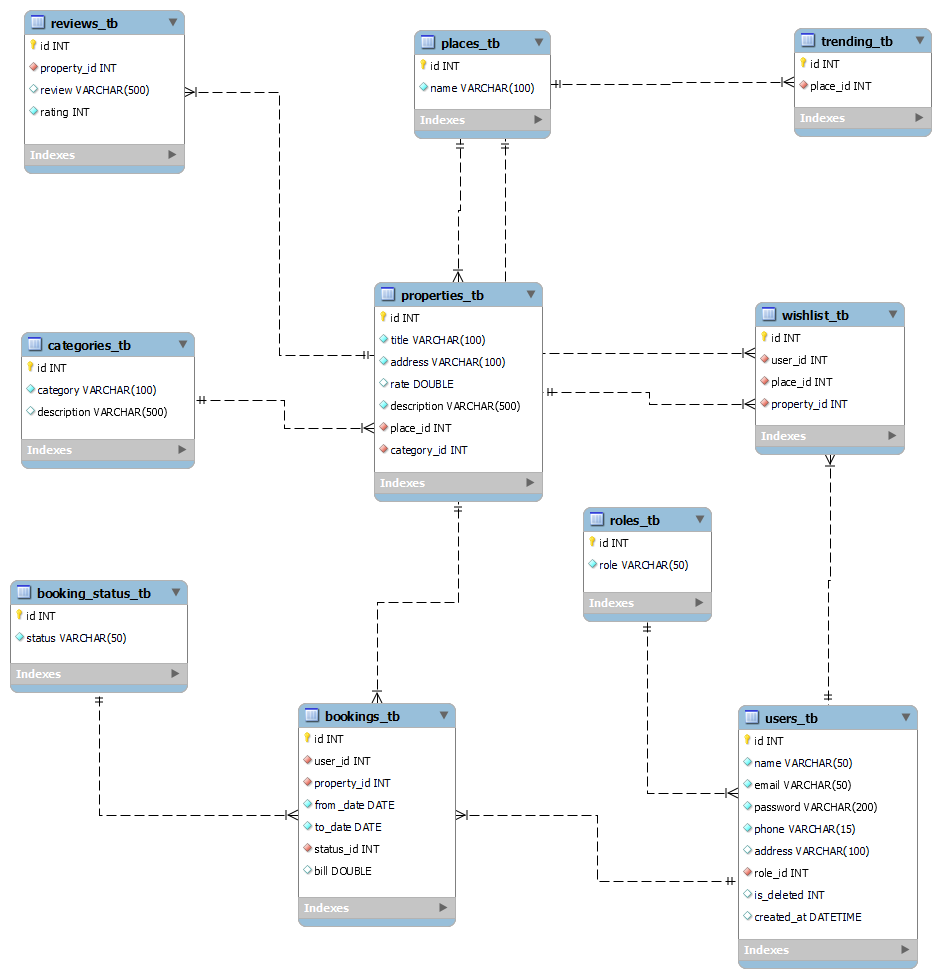 reviews_tb
id INT
property_id INT
review VARCHAR(500)
rating INT
Indexes
places_tb
id INT
name VARCHAR(100)
Indexes
trending_tb
id INT
place_id INT
Indexes
properties_tb
id INT
title VARCHAR(100)
address VARCHAR(100)
rate DOUBLE
description VARCHAR(500)
place_id INT
category_id INT
Indexes
categories_tb
id INT
category VARCHAR(100)
description VARCHAR(500)
Indexes
wishlist_tb
id INT
user_id INT
place_id INT
property_id INT
Indexes
roles_tb
id INT
role VARCHAR(50)
Indexes
booking_status_tb
id INT
status VARCHAR(50)
Indexes
bookings_tb
id INT
user_id INT
property_id INT
from_date DATE
to_date DATE
status_id INT
bill DOUBLE
Indexes
users_tb
id INT
name VARCHAR(50)
email VARCHAR(50)
password VARCHAR(200)
phone VARCHAR(15)
address VARCHAR(100)
role_id INT
is_deleted INT
created_at DATETIME
Indexes